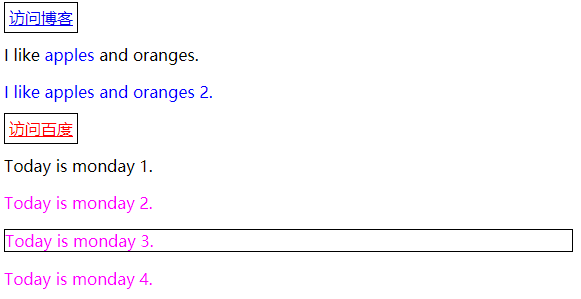 访问博客
I like apples and oranges.
I like apples and oranges 2.
访问百度
Today is monday 1.
Today is monday 2.
Today is monday 3.
Today is monday 4.